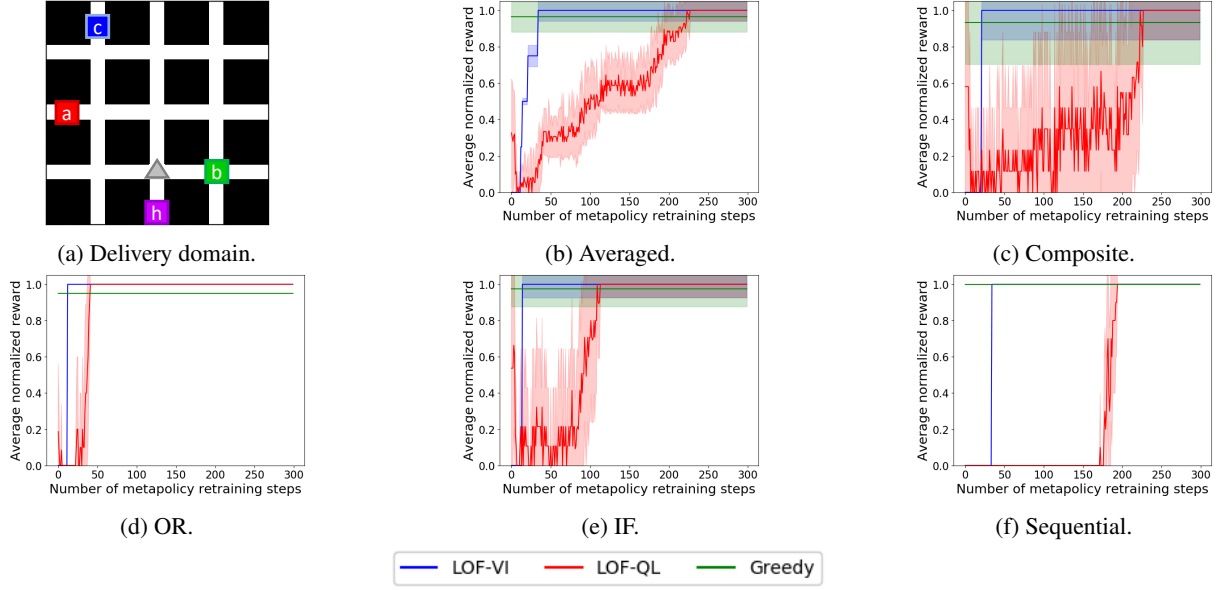 c
a
b
h
(a) Delivery domain.
Average normalized reward
1.0
0.8
0.6
0.4
0.2
0.0
0 50 100 150 200 250 300
Number of metapolicy retraining steps
(b) Averaged.
Average normalized reward
1.0
0.8
0.6
0.4
0.2
0.0
0 50 100 150 200 250 300
Number of metapolicy retraining steps
(c) Composite.
Average normalized reward
1.0
0.8
0.6
0.4
0.2
0.0
0 50 100 150 200 250 300
Number of metapolicy retraining steps
(d) OR.
Average normalized reward
1.0
0.8
0.6
0.4
0.2
0.0
0 50 100 150 200 250 300
Number of metapolicy retraining steps
(e) IF.
Average normalized reward
1.0
0.8
0.6
0.4
0.2
0.0
0 50 100 150 200 250 300
Number of metapolicy retraining steps
(f) Sequential.
LOF-VI LOF-QL Greedy